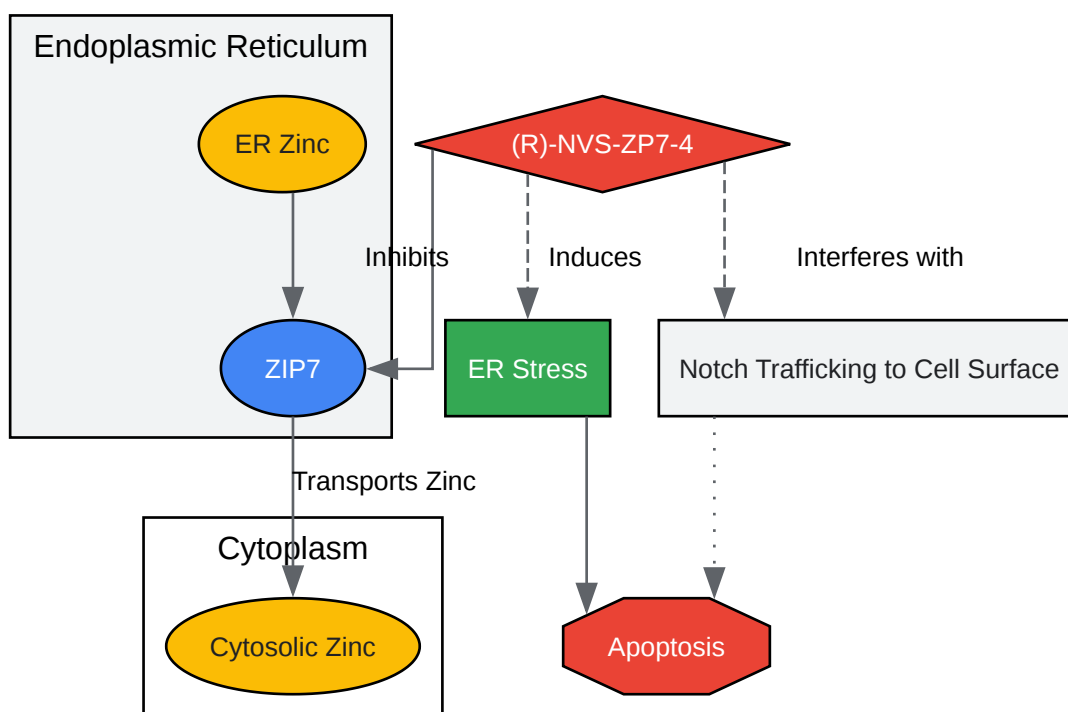 Endoplasmic Reticulum
ER Zinc
(R)-NVS-ZP7-4
Inhibits
Induces
Interferes with
ZIP7
ER Stress
Notch Trafficking to Cell Surface
Transports Zinc
Cytoplasm
Cytosolic Zinc
Apoptosis